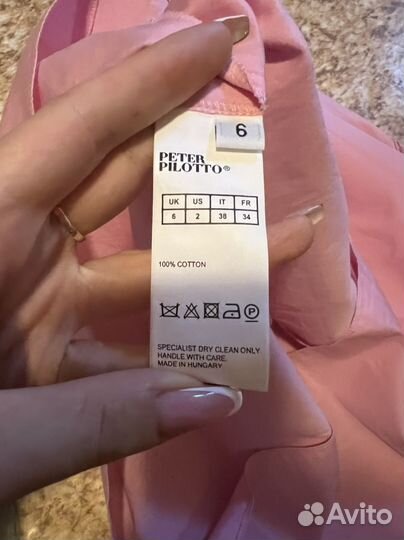 6
PETER
PILOTTO®
UK US IT FR
6 2 38 34
100% COTTON
P
SPECIALIST DRY CLEAN ONLY
HANDLE WITH CARE.
MADE IN HUNGARY
Avito